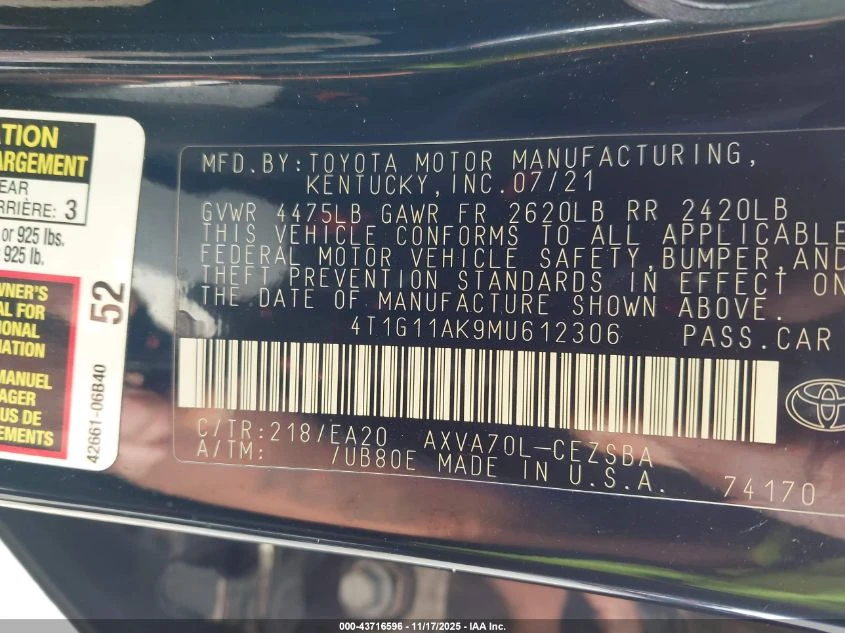 ATION
ARGEMENT
EAR
ARRIÈRE: 3
or 925 lbs.
925 lb.
WNER'S
AL FOR
TIONAL
MATION
MANUEL
AGER
US DE
EMENTS
52
42661-06B40
MFD.BY:TOYOTA MOTOR MANUFACTURING,
KENTUCKY,INC.07/21
GVWR 4475LB GAWR FR 2620LB RR 2420LB
THIS VEHICLE CONFORMS TO ALL APPLICABLE
FEDERAL MOTOR VEHICLE SAFETY,BUMPER,AND
THEFT PREVENTION STANDARDS IN EFFECT ON
THE DATE OF MANUFACTURE SHOWN ABOVE.
4T1G11AK9MU612306 PASS.CAR
C/TR:218/EA20 AXVA70L-CEZSBA
A/TM: /UB80E MADE IN U.S.A. 74170
000-43716596 - 11/17/2025 - IAA Inc.